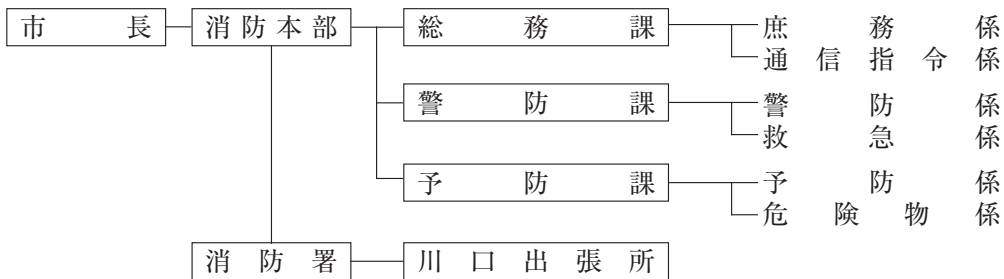 市長 消防本部 総務課 庶務係
通信指令係
警防課 警防係
救急係
予防課 予防係
危険物係
消防署 川口出張所